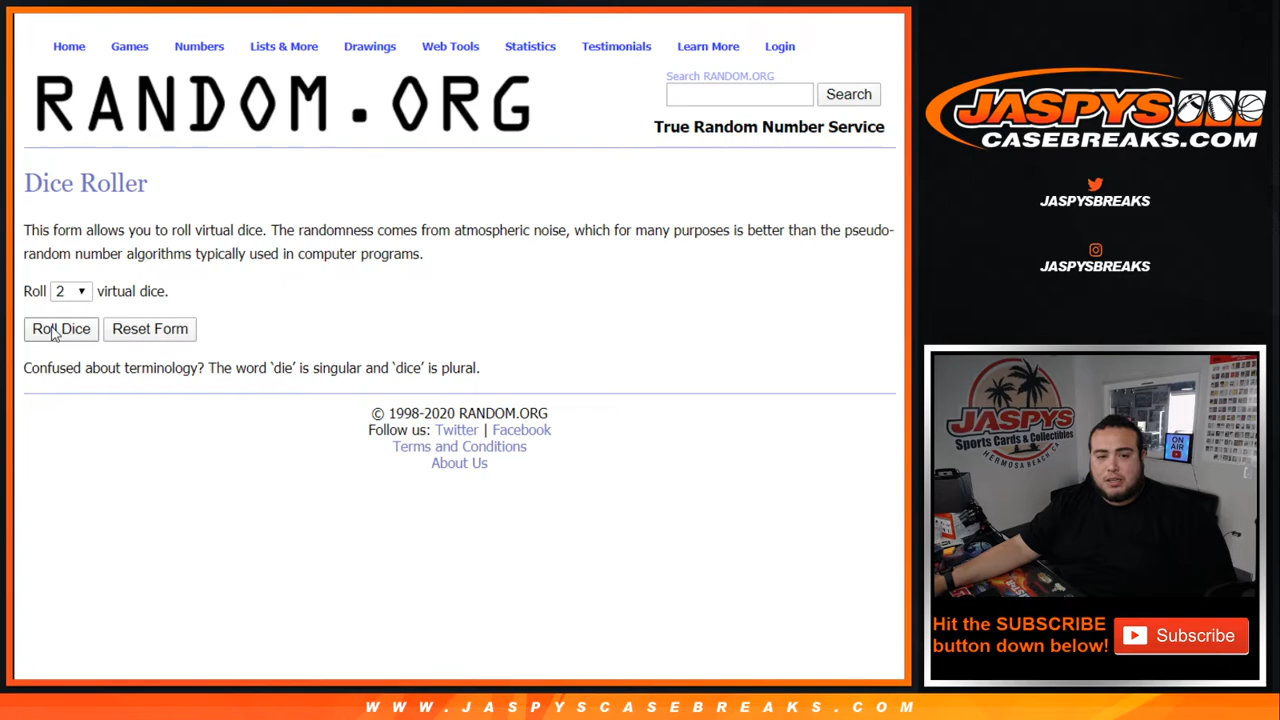 Home Games Numbers Lists & More Drawings Web Tools Statistics Testimonials Learn More Login
RANDOM.ORG
Search RANDOM.ORG
Search
True Random Number Service
Dice Roller
This form allows you to roll virtual dice. The randomness comes from atmospheric noise, which for many purposes is better than the pseudo-
random number algorithms typically used in computer programs.
Roll 2 virtual dice.
Roll Dice Reset Form
Confused about terminology? The word ‘die’ is singular and ‘dice’ is plural.
© 1998-2020 RANDOM.ORG
Follow us: Twitter | Facebook
Terms and Conditions
About Us
JASPYS
CASEBREAKS.COM
JASPYSBREAKS
JASPYSBREAKS
JASPYS
Sports Cards & Collectibles
HERMOSA BEACH CA
ON
AIR
Hit the SUBSCRIBE
button down below!
Subscribe
WWW.JASPYSCASEBREAKS.COM